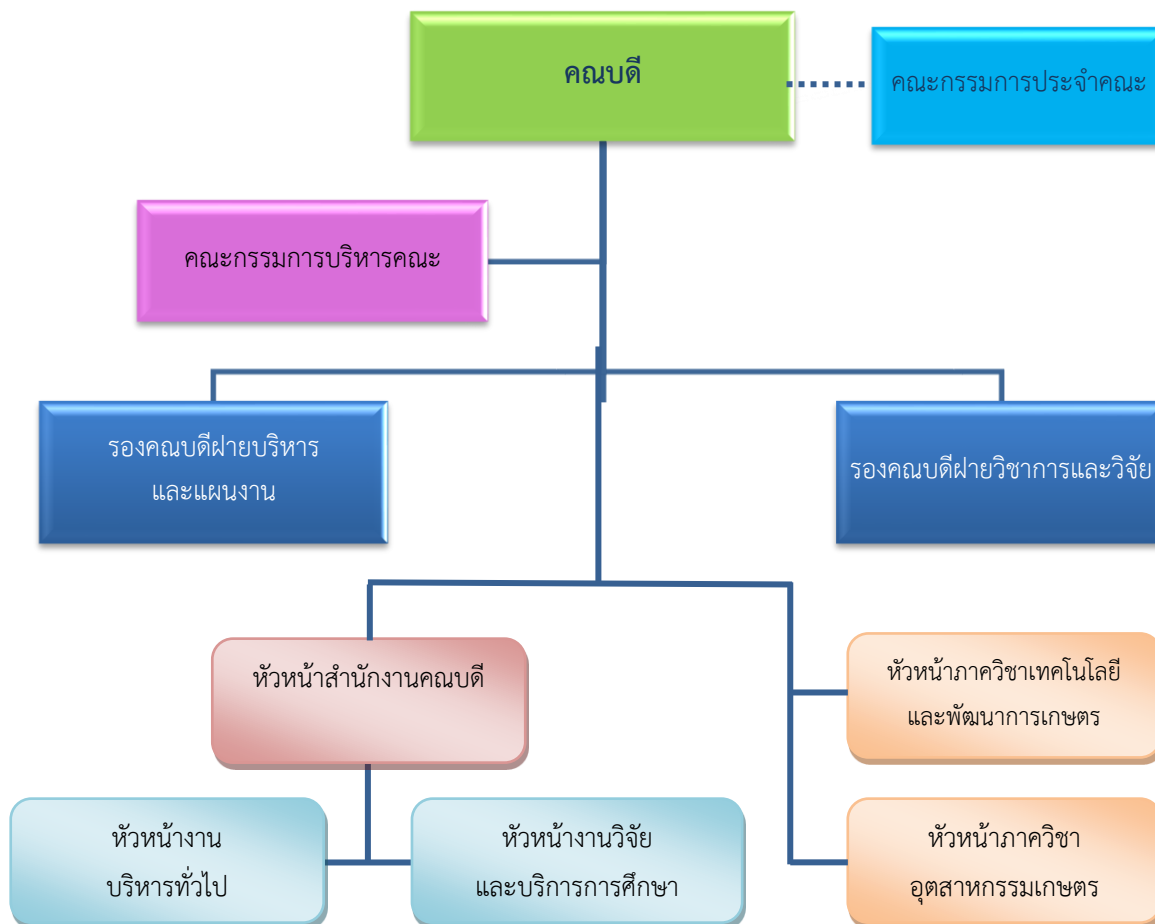 คณบดี
คณะกรรมการประจำคณะ
คณะกรรมการบริหารคณะ
รองคณบดีฝ่ายบริหาร
และแผนงาน
รองคณบดีฝ่ายวิชาการและวิจัย
หัวหน้าสำนักงานคณบดี
หัวหน้าภาควิชาเทคโนโลยี
และพัฒนาการเกษตร
หัวหน้างาน
บริหารทั่วไป
หัวหน้างานวิจัย
และบริการการศึกษา
หัวหน้าภาควิชา
อุตสาหกรรมเกษตร